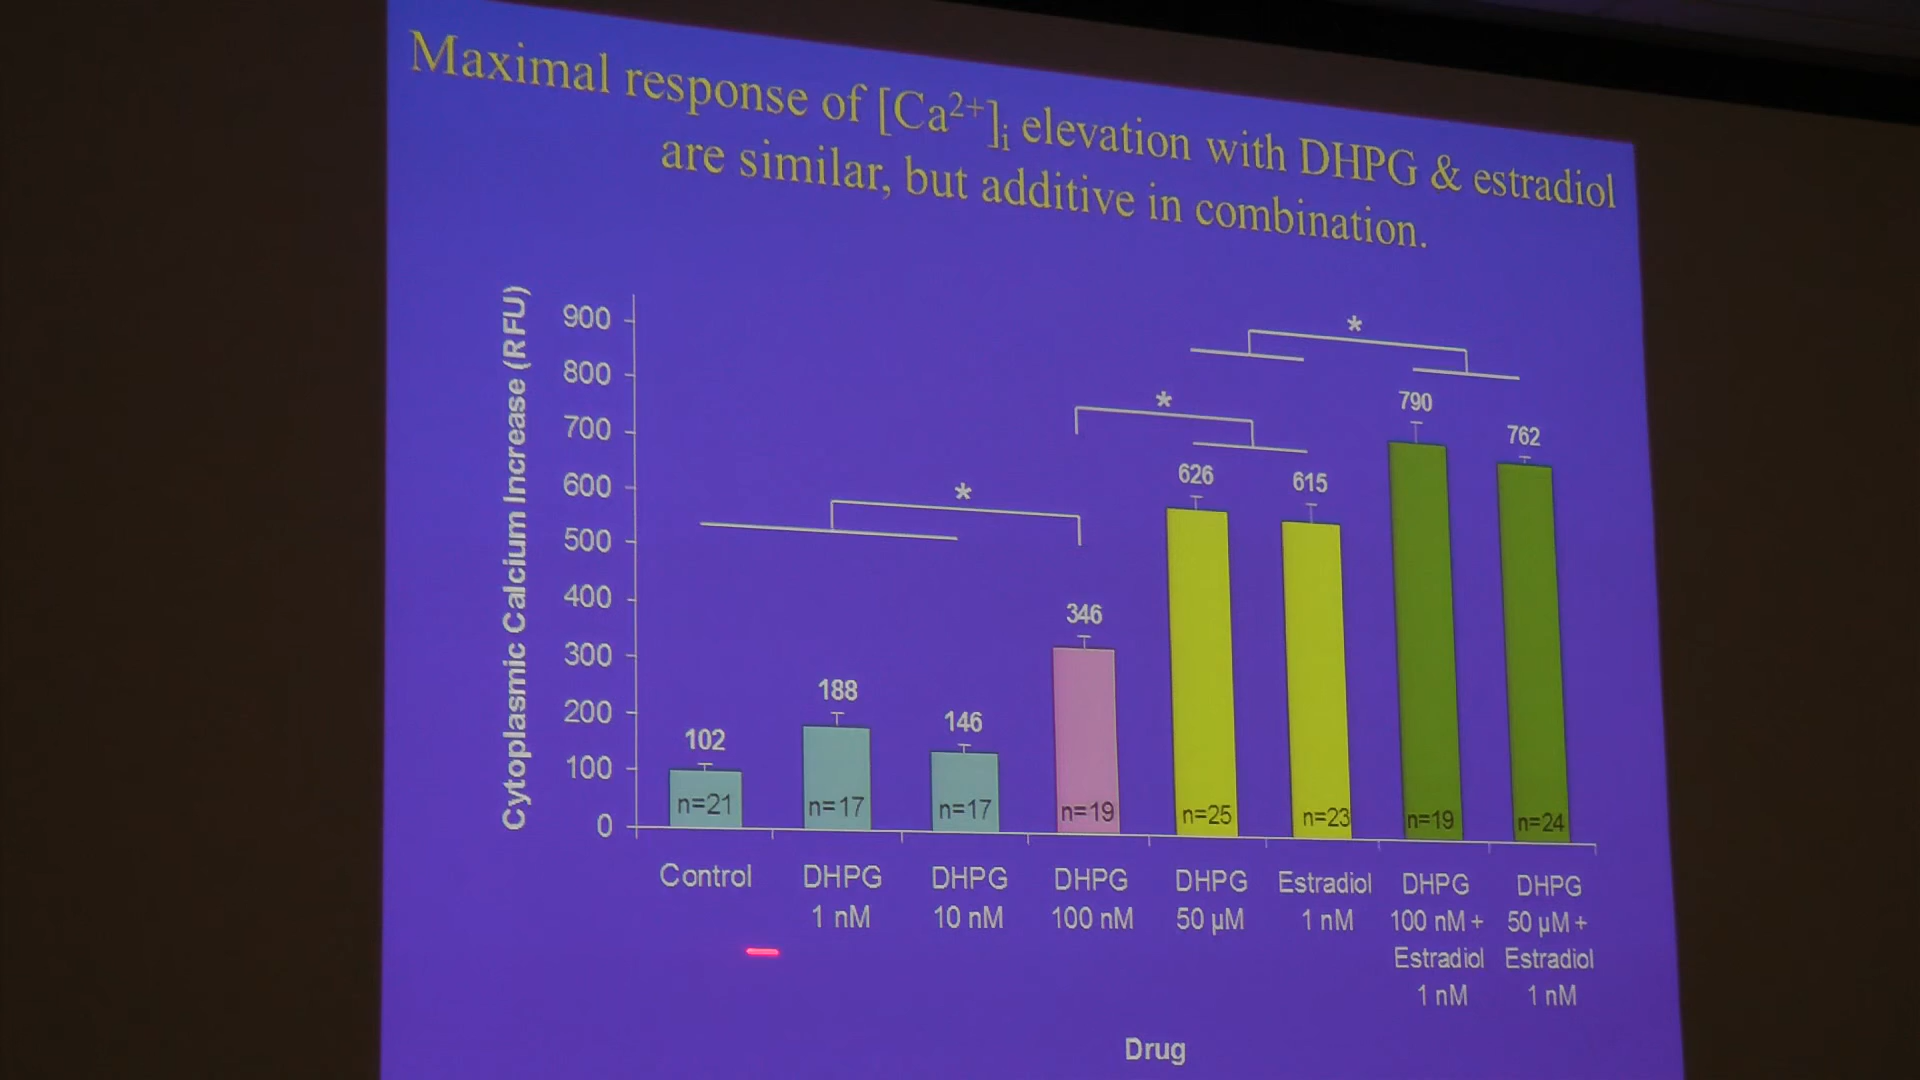 Maximal response of [Ca²⁺]ᵢ elevation with DHPG & estradiol
are similar, but additive in combination.
Cytoplasmic Calcium Increase (RFU)
900
800
700
600
500
400
300
200
100
0
*
*
*
102
188
146
346
626
615
790
762
n=21
n=17
n=17
n=19
n=25
n=23
n=19
n=24
Control
DHPG
1 nM
DHPG
10 nM
DHPG
100 nM
DHPG
50 µM
Estradiol
1 nM
DHPG
100 nM +
Estradiol
1 nM
DHPG
50 µM +
Estradiol
1 nM
Drug